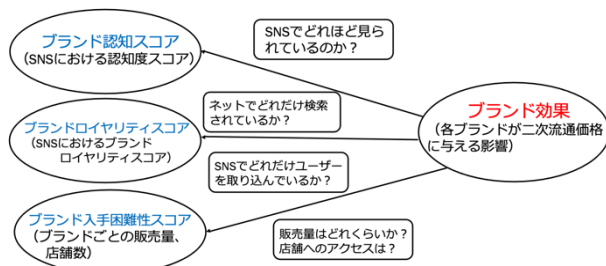 ブランド認知スコア
(SNSにおける認知度スコア)
SNSでどれほど見ら
れているのか？
ネットでどれだけ検索
されているか？
ブランドロイヤリティスコア
(SNSにおけるブランド
ロイヤリティスコア)
ブランド効果
(各ブランドが二次流通価格
に与える影響)
SNSでどれだけユーザー
を取り込んでいるか？
ブランド入手困難性スコア
(ブランドごとの販売量、
店舗数)
販売量はどれくらいか？
店舗へのアクセスは？